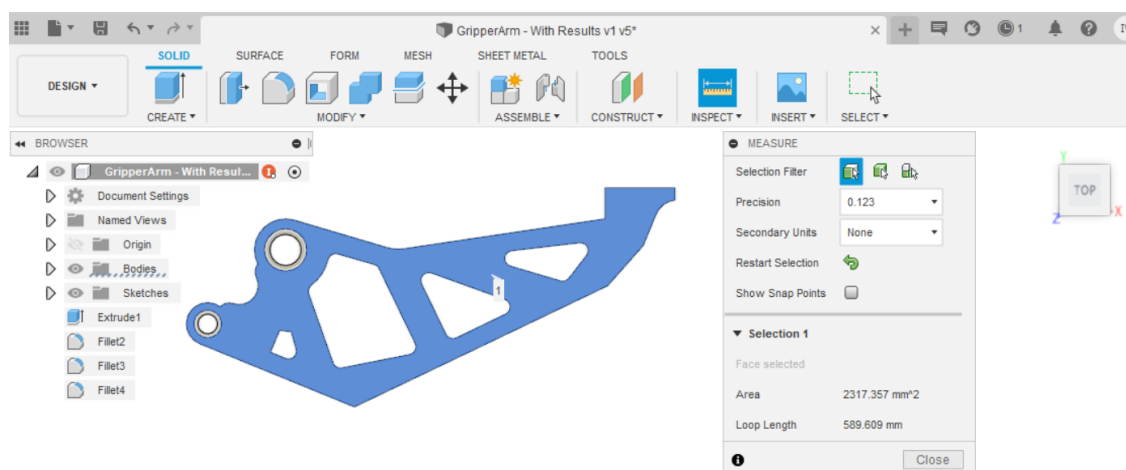 GripperArm - With Results v1 v5*
1
DESIGN
SOLID SURFACE FORM MESH SHEET METAL TOOLS
CREATE MODIFY ASSEMBLE CONSTRUCT INSPECT INSERT SELECT
BROWSER
GripperArm - With Resul...
Document Settings
Named Views
Origin
Bodies
Sketches
Extrude1
Fillet2
Fillet3
Fillet4
1
MEASURE
Selection Filter
Precision 0.123
Secondary Units None
Restart Selection
Show Snap Points
Selection 1
Face selected
Area 2317.357 mm^2
Loop Length 589.609 mm
Close
Y
TOP
Z X